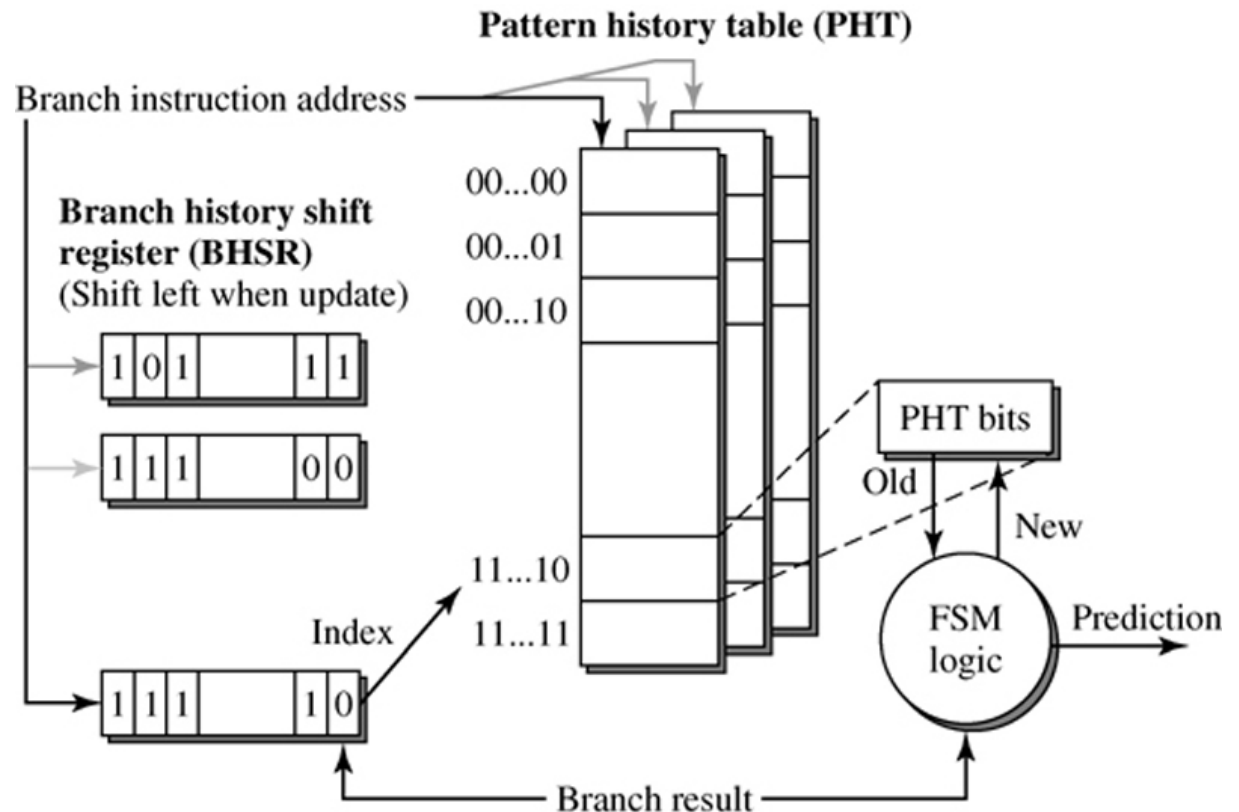 Pattern history table (PHT)
Branch instruction address
00...00
Branch history shift
register (BHSR)
(Shift left when update)
00...01
00...10
1 0 1 1 1
1 1 1 0 0
PHT bits
Old
New
11...10
Index
11...11
FSM
logic
Prediction
1 1 1 1 0
Branch result